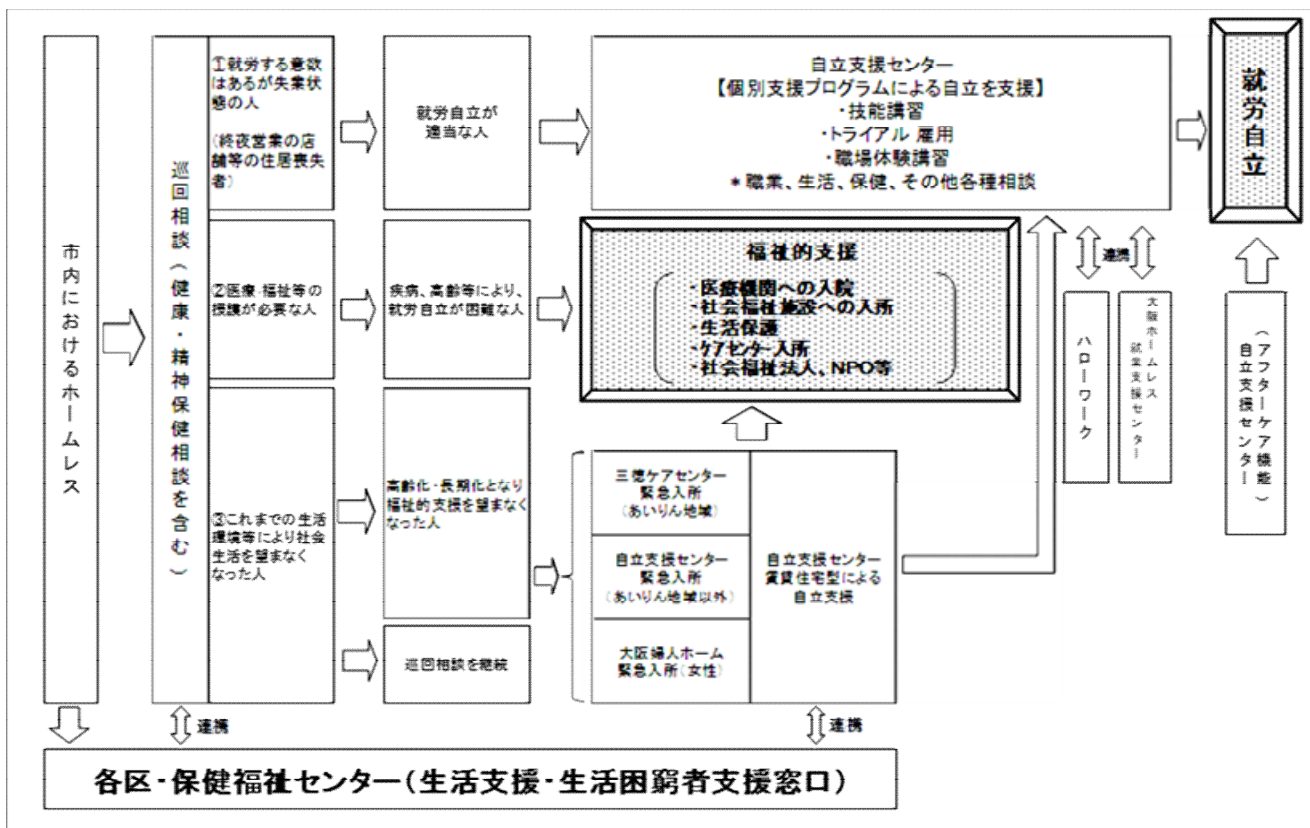 市内におけるホームレス
巡回相談（健康・精神保健相談を含む）
①就労する意欲
はあるが失業状
態の人
(終夜営業の店
舗等の住居喪失
者)
就労自立が
適当な人
自立支援センター
【個別支援プログラムによる自立を支援】
・技能講習
・トライアル 雇用
・職場体験講習
＊職業、生活、保健、その他各種相談
就労自立
②医療・福祉等の
援護が必要な人
疾病、高齢等により、
就労自立が困難な人
福祉的支援
・医療機関への入院
・社会福祉施設への入所
・生活保護
・ケアセンター入所
・社会福祉法人、NPO等
連携
ハローワーク
大阪ホームレス
就業支援センター
（アフターケア機能）
自立支援センター
③これまでの生活
環境等により社会
生活を望まなく
なった人
高齢化・長期化となり
福祉的支援を望まなく
なった人
巡回相談を継続
三徳ケアセンター
緊急入所
(あいりん地域)
自立支援センター
緊急入所
(あいりん地域以外)
大阪婦人ホーム
緊急入所(女性)
自立支援センター
賃貸住宅型による
自立支援
連携
連携
各区・保健福祉センター(生活支援・生活困窮者支援窓口)